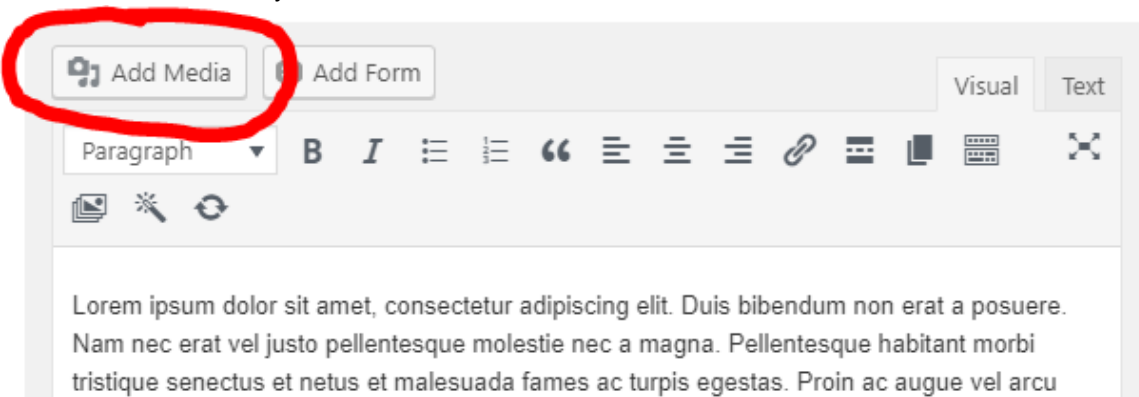 Add Media Add Form
Visual Text
Paragraph B I
Lorem ipsum dolor sit amet, consectetur adipiscing elit. Duis bibendum non erat a posuere.
Nam nec erat vel justo pellentesque molestie nec a magna. Pellentesque habitant morbi
tristique senectus et netus et malesuada fames ac turpis egestas. Proin ac augue vel arcu